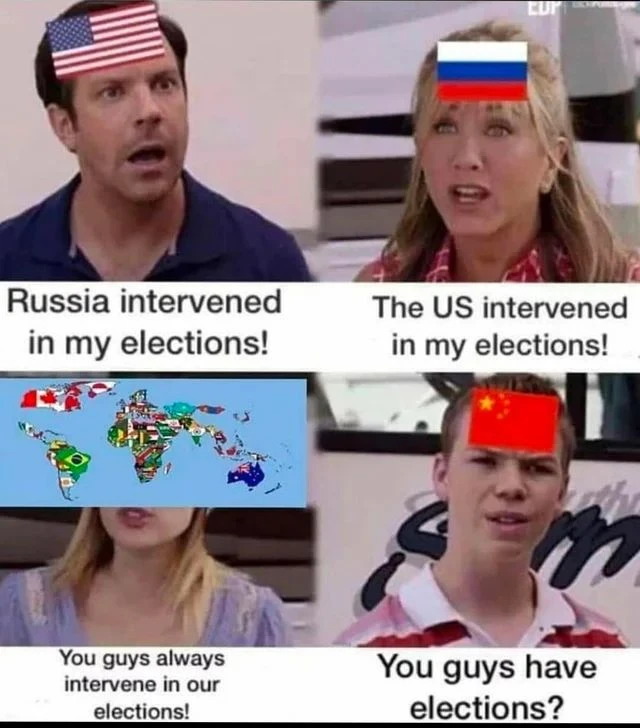 Russia intervened
in my elections!
The US intervened
in my elections!
You guys always
intervene in our
elections!
You guys have
elections?